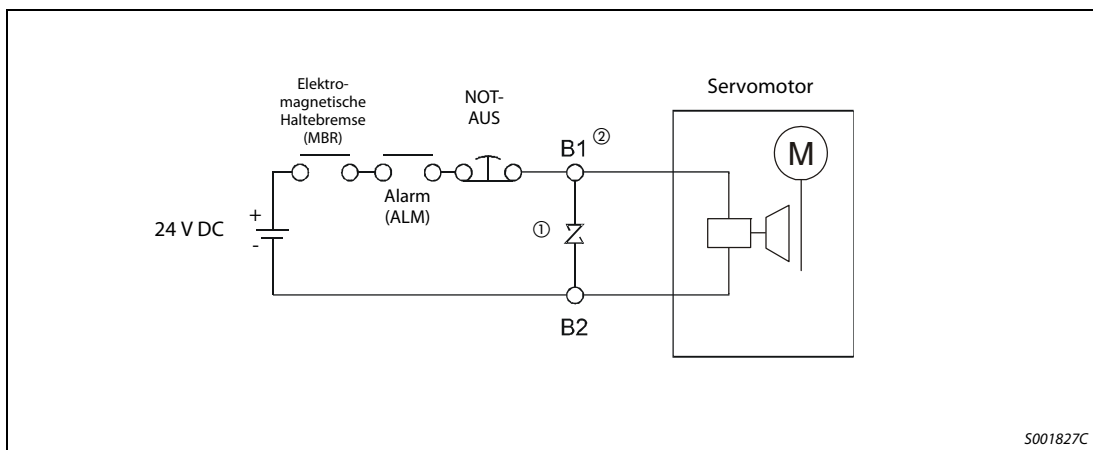 Elektro-
magnetische
Haltebremse
(MBR)
NOT-
AUS
Servomotor
B1 ②
M
Alarm
(ALM)
24 V DC
+
-
①
B2
S001827C